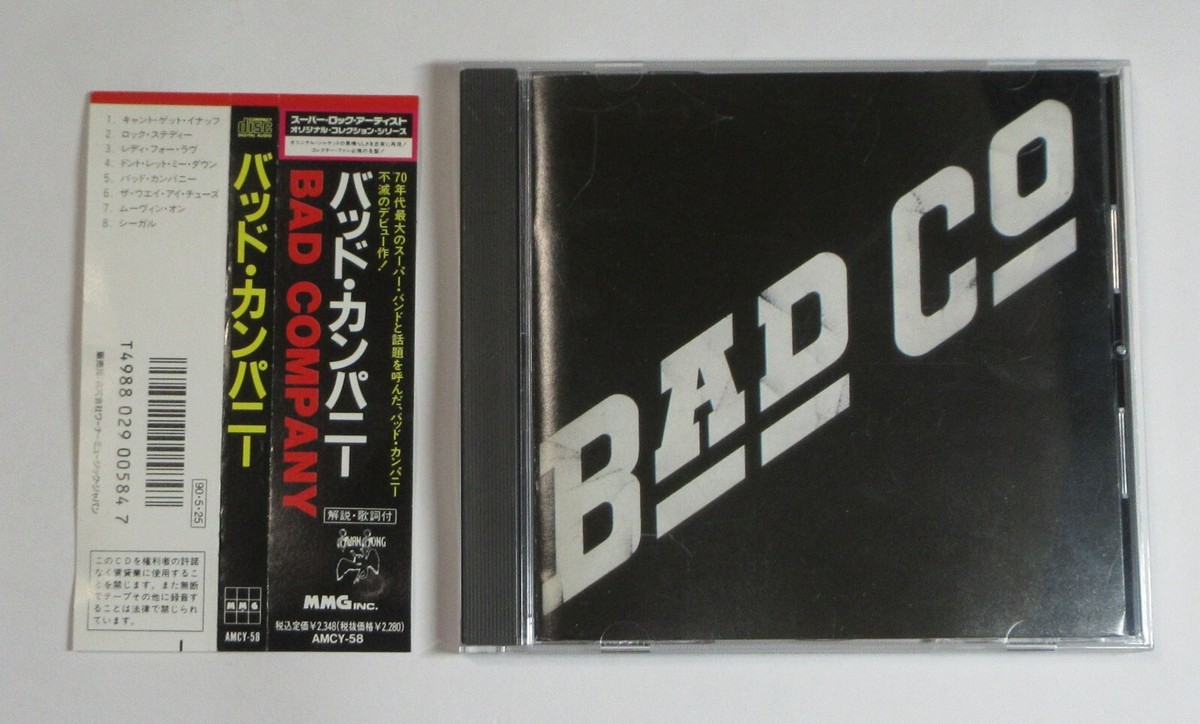 1. キャント・ゲット・イナッフ
2. ロック・ステディー
3. レディ・フォー・ラヴ
4. ドント・レット・ミー・ダウン
5. バッド・カンパニー
6. ザ・ウエイ・アイ・チューズ
7. ムーヴィン・オン
8. シーガル
T4988 029 005847
90・5・25
このCDを権利者の許諾
なく賃貸業に使用するこ
とを禁じます。また無断
でテープその他に録音す
ることは法律で禁じられ
ています。
COMPACT
disc
DIGITAL AUDIO
バッド・カンパニー
MMG
AMCY-58
スーパー・ロック・アーティスト
オリジナル・コレクション・シリーズ
'70年代最大のスーパー・バンドと話題を呼んだ、バッド・カンパニー
不滅のデビュー作!
バッド・カンパニー
BAD COMPANY
解説・歌詞付
SWAN SONG
MMG INC.
税込定価¥2,348(税抜価格¥2,280)
AMCY-58
BAD CO